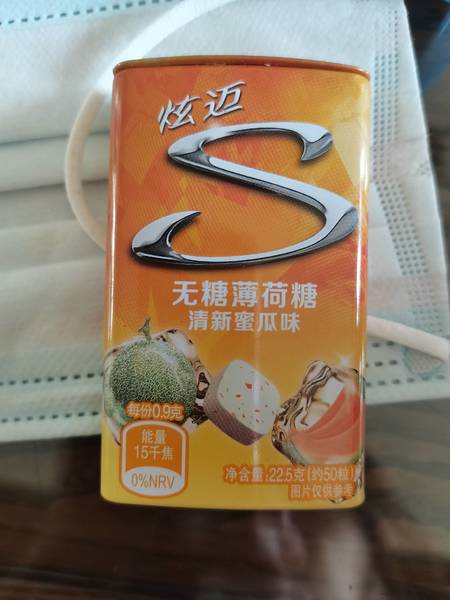 炫迈
S
无糖薄荷糖
清新蜜瓜味
每份0.9克
能量
15千焦
0%NRV
净含量:22.5克(约50粒)
图片仅供参考